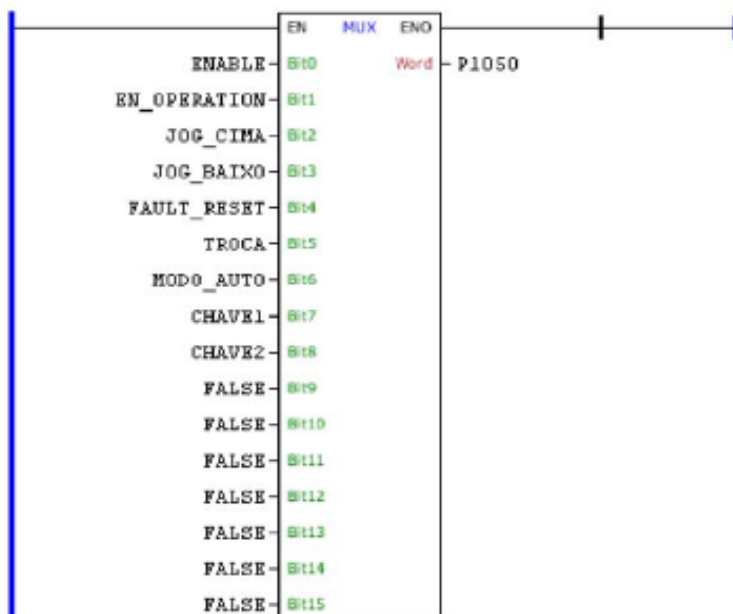 EN MUX ENO
ENABLE Bit0 Word P1050
EN_OPERATION Bit1
JOG_CIMA Bit2
JOG_BAIXO Bit3
FAULT_RESET Bit4
TROCA Bit5
MODO_AUTO Bit6
CHAVE1 Bit7
CHAVE2 Bit8
FALSE Bit9
FALSE Bit10
FALSE Bit11
FALSE Bit12
FALSE Bit13
FALSE Bit14
FALSE Bit15